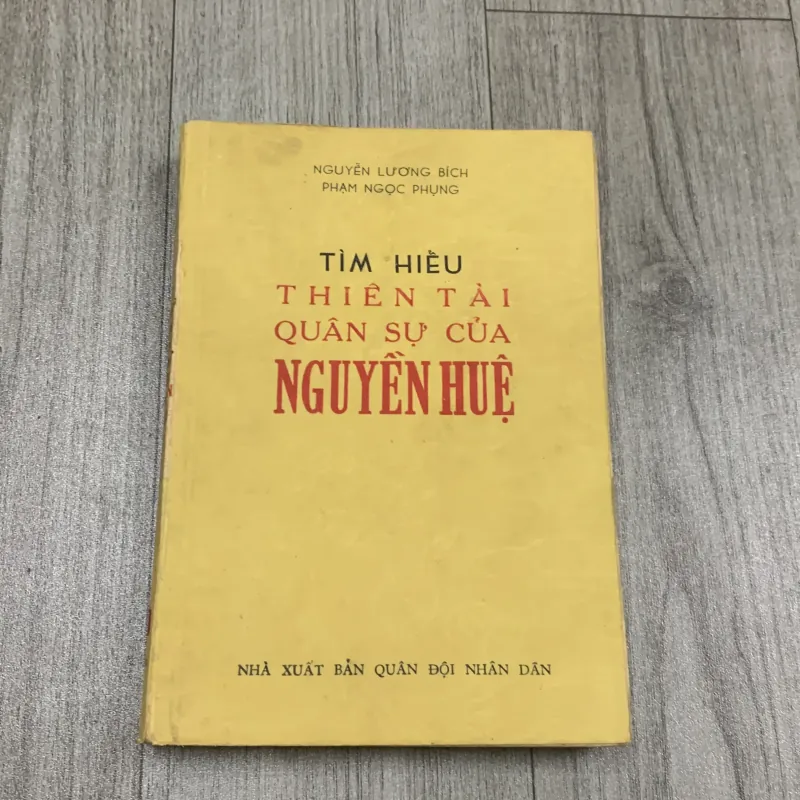 NGUYỄN LƯƠNG BÍCH
PHẠM NGỌC PHỤNG
TÌM HIỂU
THIÊN TÀI
QUÂN SỰ CỦA
NGUYỄN HUỆ
NHÀ XUẤT BẢN QUÂN ĐỘI NHÂN DÂN